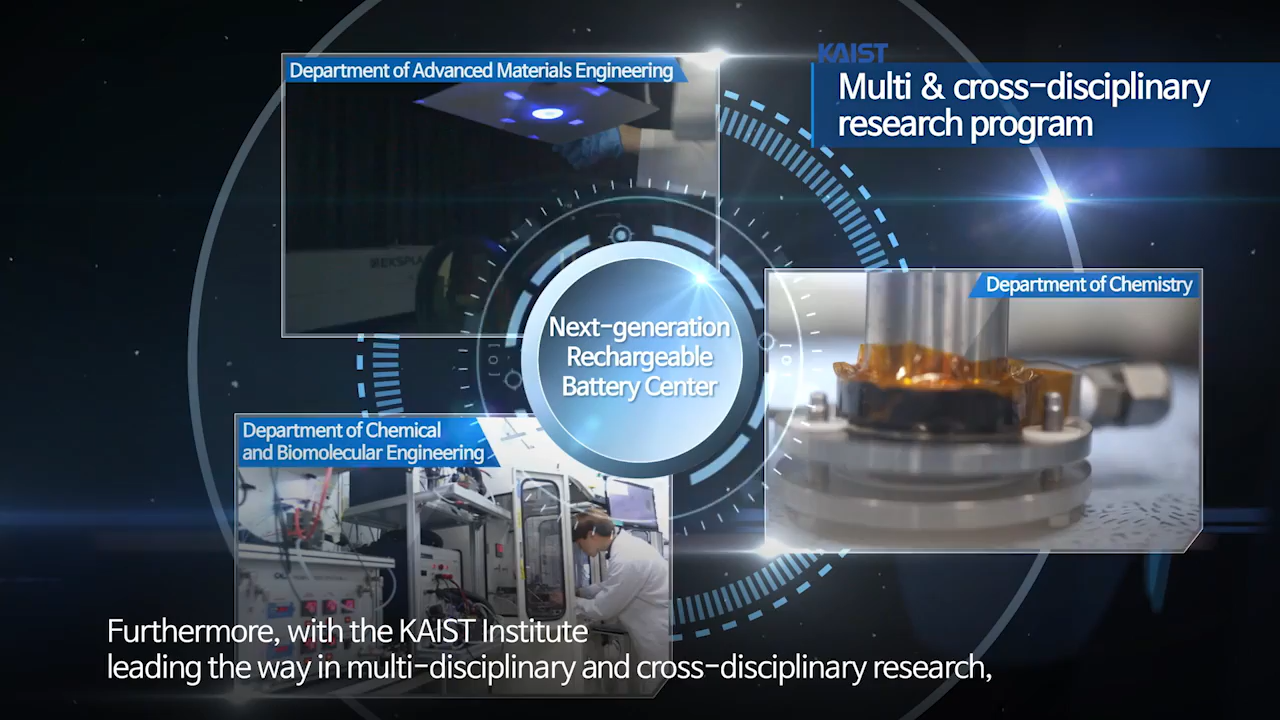 KAIST
Multi & cross-disciplinary
research program
Department of Advanced Materials Engineering
Department of Chemistry
Next-generation
Rechargeable
Battery Center
Department of Chemical
and Biomolecular Engineering
Furthermore, with the KAIST Institute
leading the way in multi-disciplinary and cross-disciplinary research,